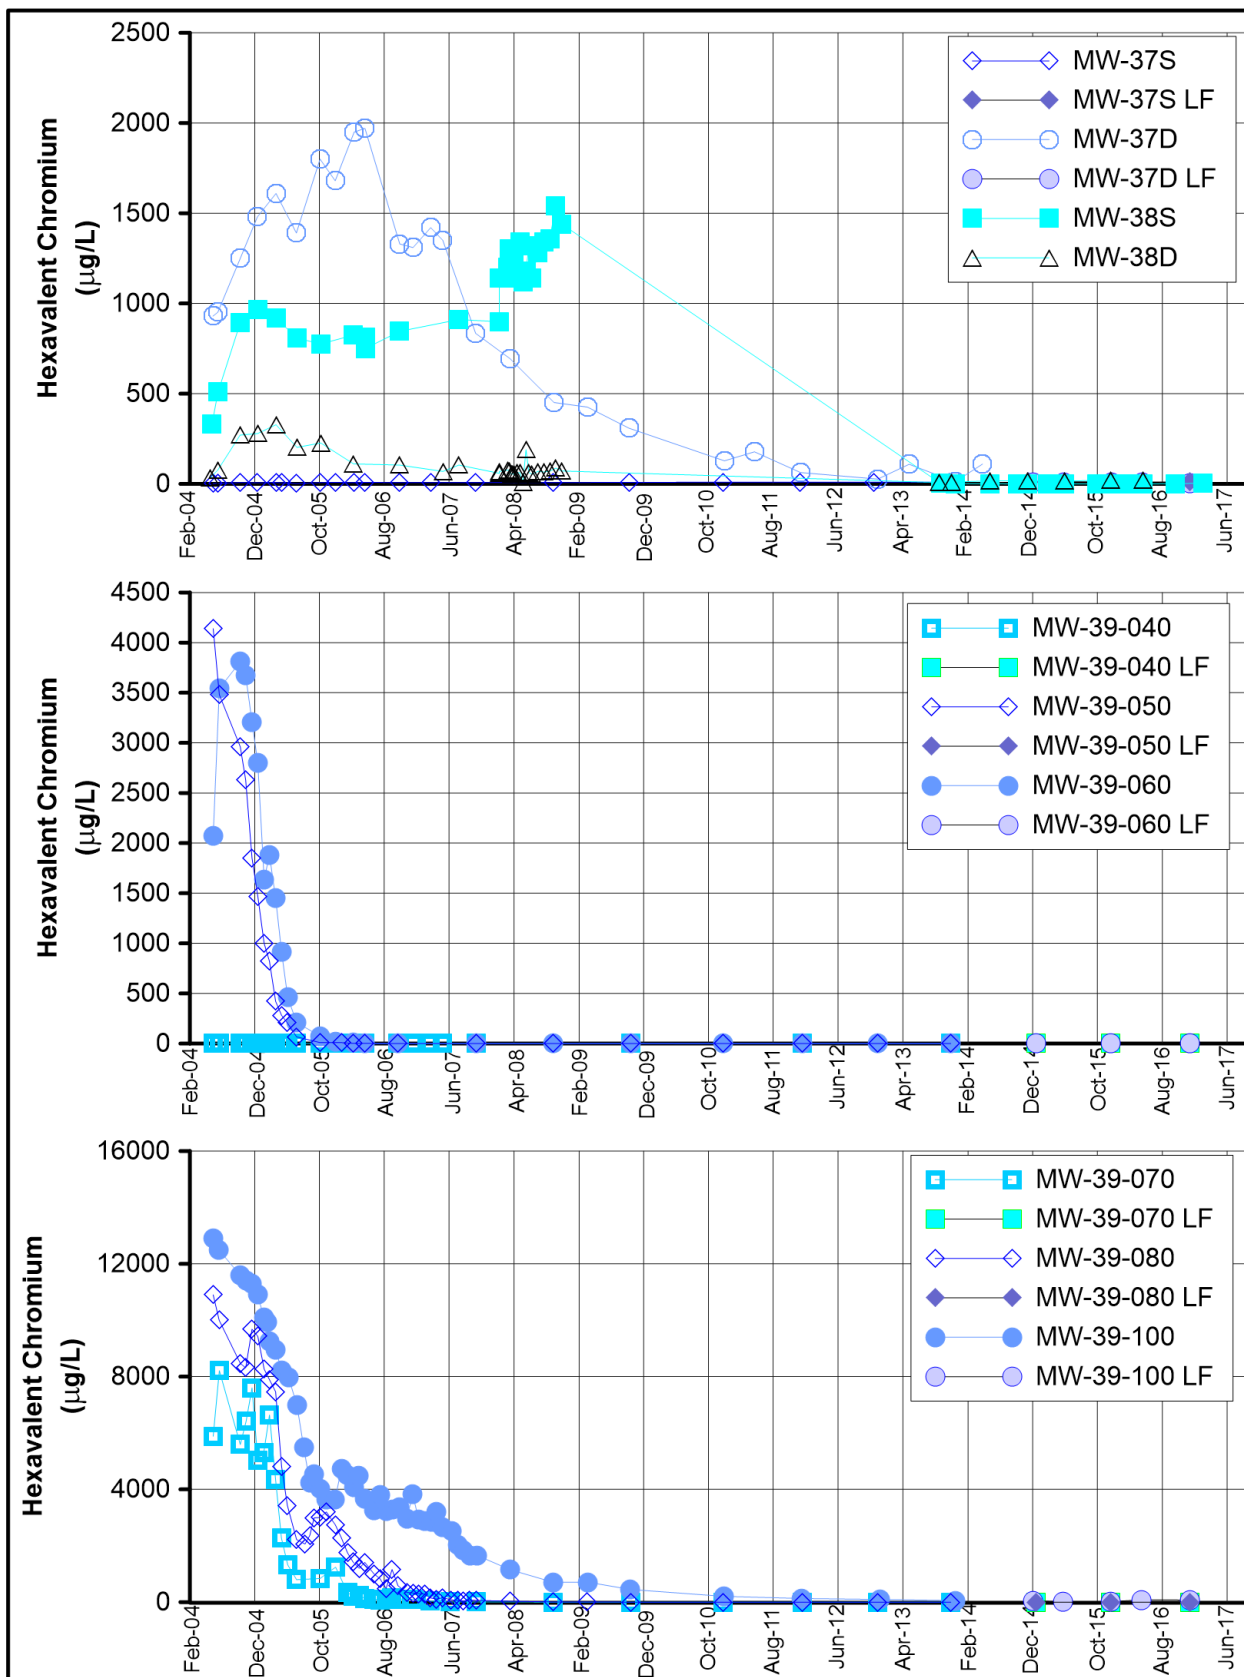 Hexavalent Chromium
(µg/L)
2500
2000
1500
1000
500
0
Feb-04
Dec-04
Oct-05
Aug-06
Jun-07
Apr-08
Feb-09
Dec-09
Oct-10
Aug-11
Jun-12
Apr-13
Feb-14
Dec-14
Oct-15
Aug-16
Jun-17
MW-37S
MW-37S LF
MW-37D
MW-37D LF
MW-38S
MW-38D
Hexavalent Chromium
(µg/L)
4500
4000
3500
3000
2500
2000
1500
1000
500
0
Feb-04
Dec-04
Oct-05
Aug-06
Jun-07
Apr-08
Feb-09
Dec-09
Oct-10
Aug-11
Jun-12
Apr-13
Feb-14
Dec-14
Oct-15
Aug-16
Jun-17
MW-39-040
MW-39-040 LF
MW-39-050
MW-39-050 LF
MW-39-060
MW-39-060 LF
Hexavalent Chromium
(µg/L)
16000
12000
8000
4000
0
Feb-04
Dec-04
Oct-05
Aug-06
Jun-07
Apr-08
Feb-09
Dec-09
Oct-10
Aug-11
Jun-12
Apr-13
Feb-14
Dec-14
Oct-15
Aug-16
Jun-17
MW-39-070
MW-39-070 LF
MW-39-080
MW-39-080 LF
MW-39-100
MW-39-100 LF